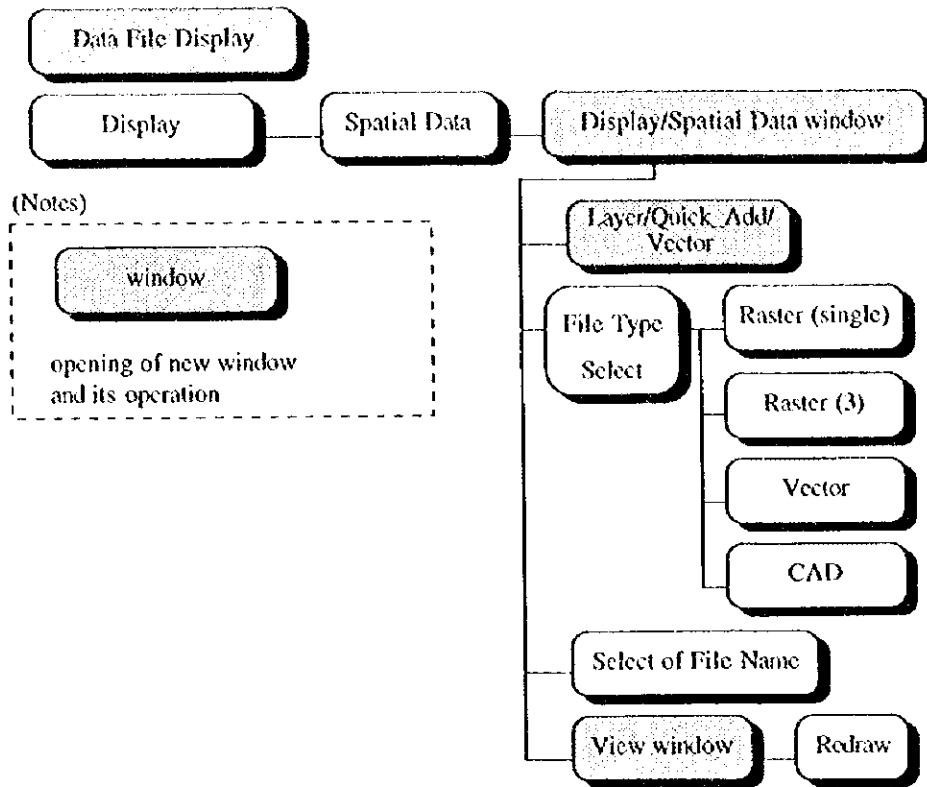 Data File Display
Display
Spatial Data
Display/Spatial Data window
(Notes)
window
opening of new window
and its operation
Layer/Quick_Add/
Vector
File Type
Select
Raster (single)
Raster (3)
Vector
CAD
Select of File Name
View window
Redraw